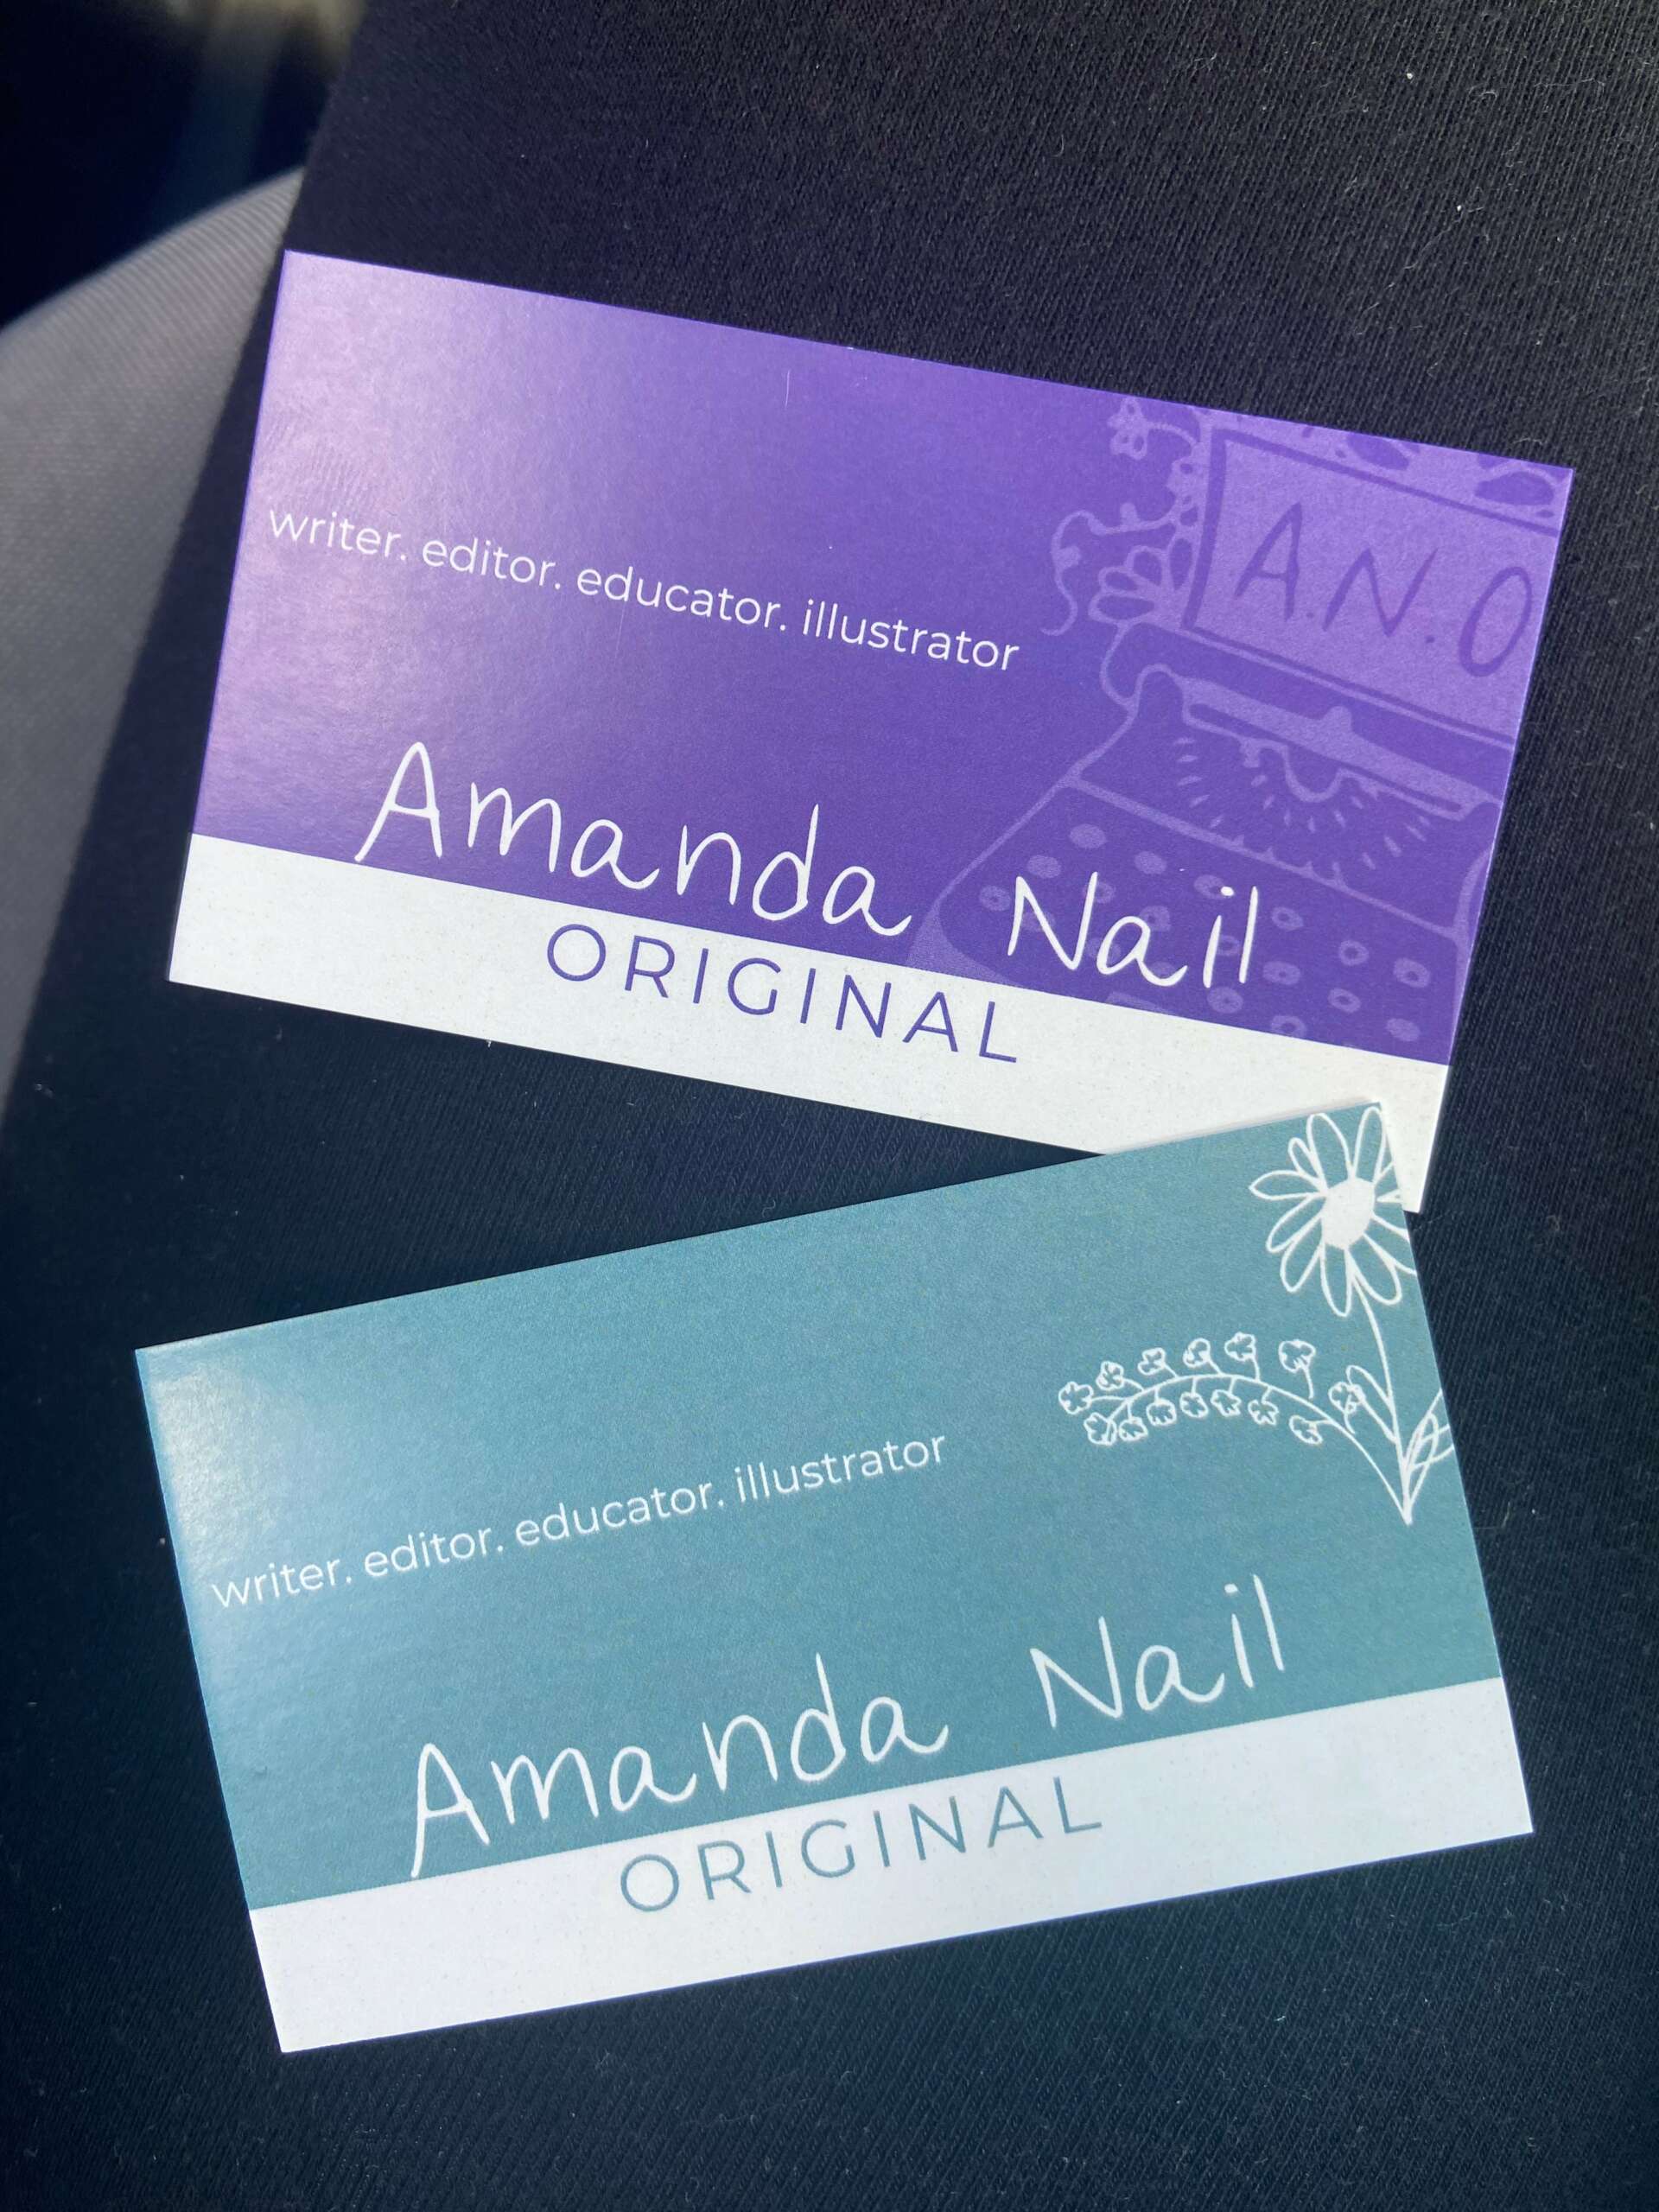 A.N.O
writer. editor. educator. illustrator
Amanda Nail
ORIGINAL
writer. editor. educator. illustrator
Amanda Nail
ORIGINAL